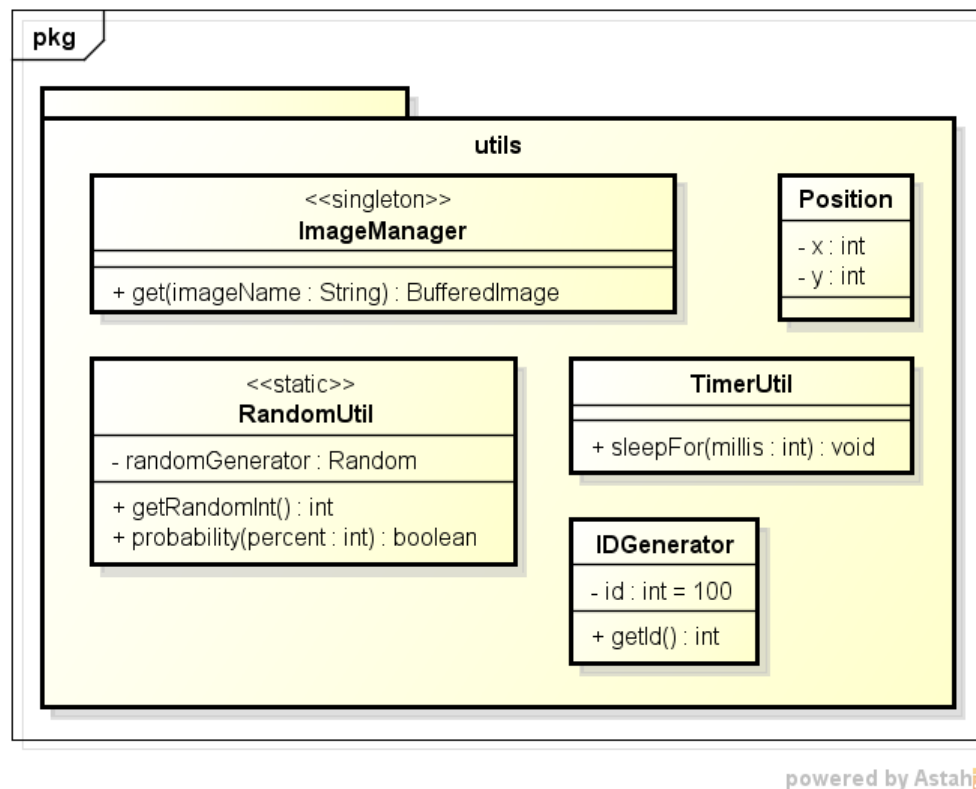 pkg
utils
<<singleton>>
ImageManager
+ get(imageName : String) : BufferedImage
Position
- x : int
- y : int
<<static>>
RandomUtil
- randomGenerator : Random
+ getRandomInt() : int
+ probability(percent : int) : boolean
TimerUtil
+ sleepFor(millis : int) : void
IDGenerator
- id : int = 100
+ getId() : int
powered by Astah